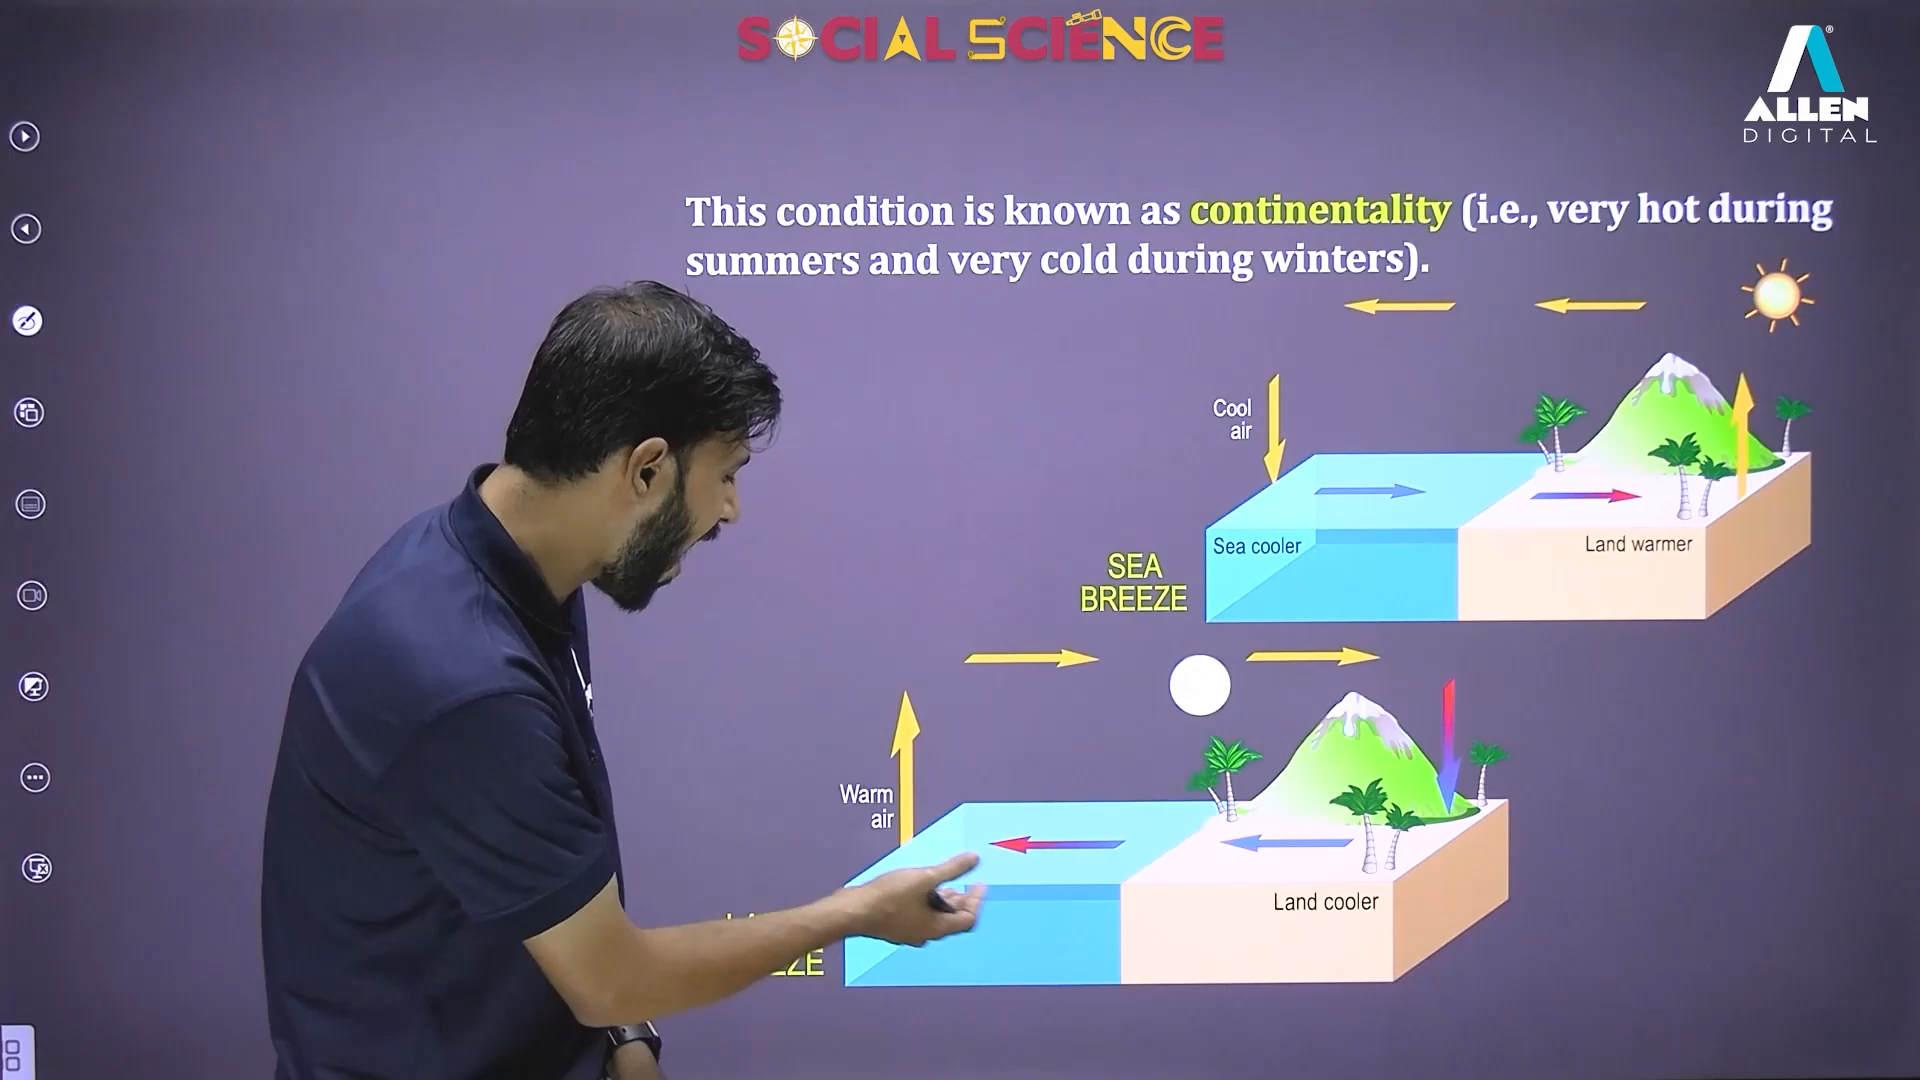 SOCIAL SCIENCE
ALLEN
DIGITAL
This condition is known as continentality (i.e., very hot during
summers and very cold during winters).
Cool
air
Sea cooler
Land warmer
SEA
BREEZE
Warm
air
Land cooler